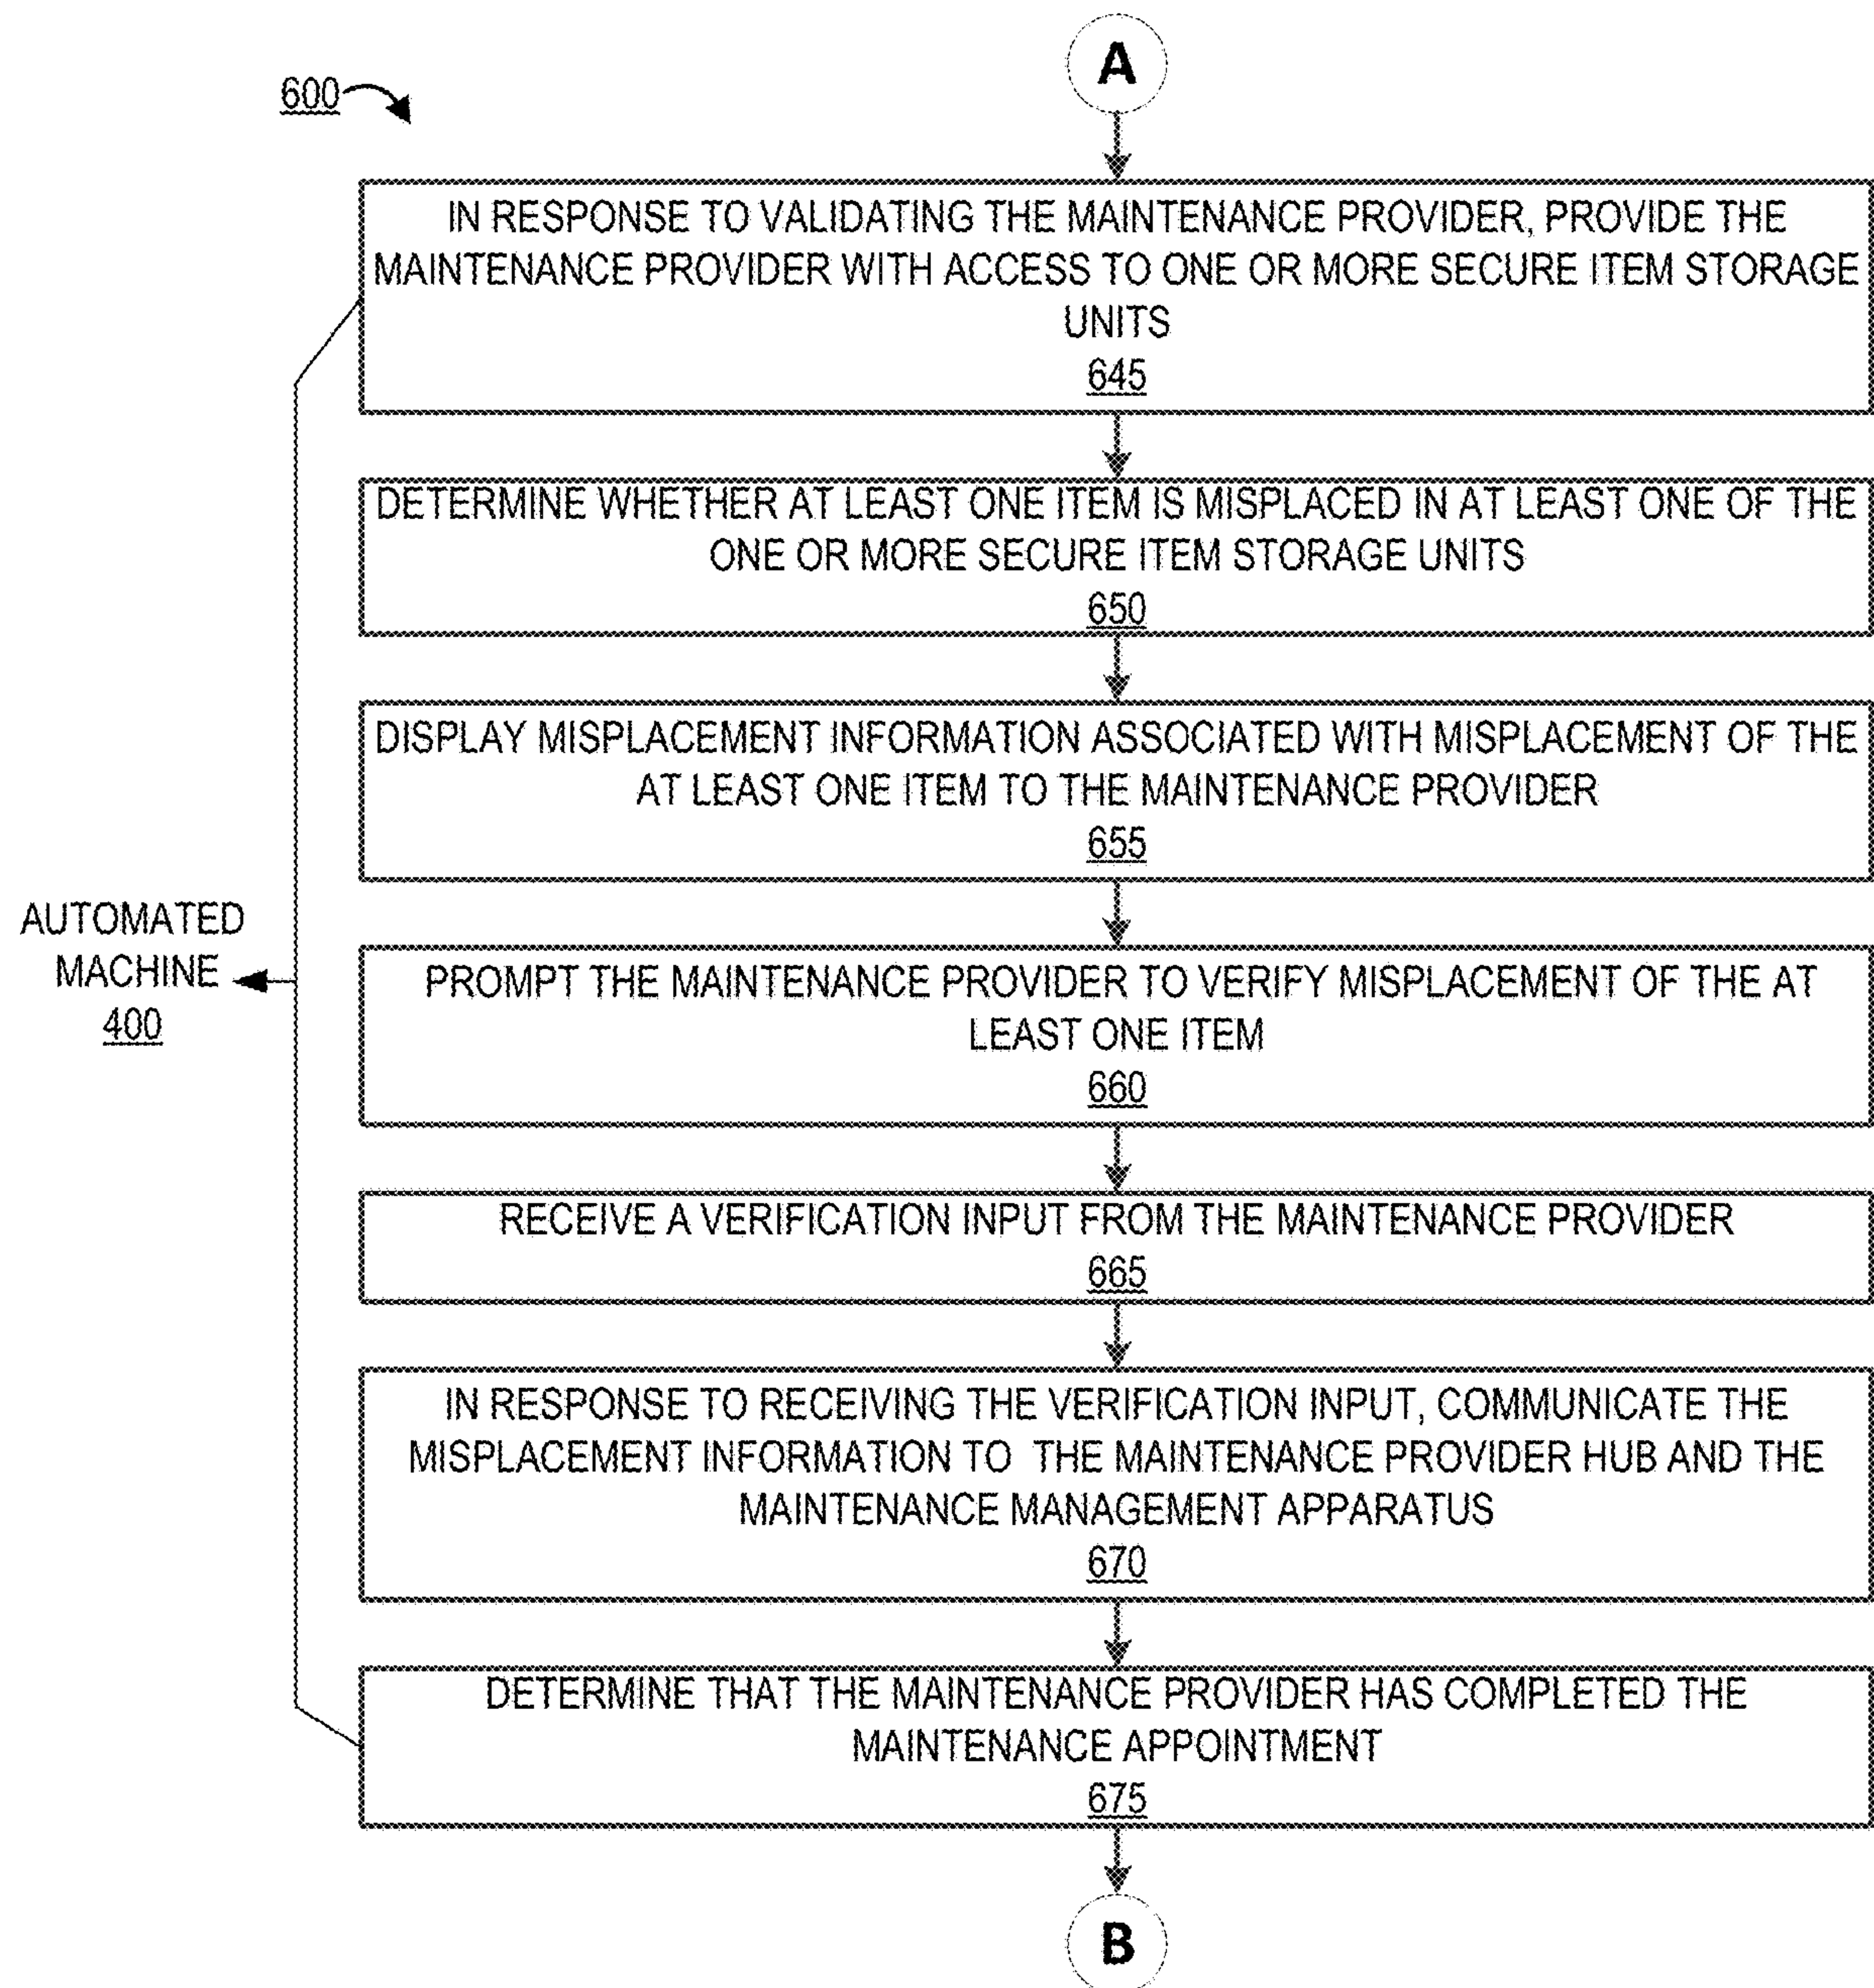 A
600
IN RESPONSE TO VALIDATING THE MAINTENANCE PROVIDER, PROVIDE THE
MAINTENANCE PROVIDER WITH ACCESS TO ONE OR MORE SECURE ITEM STORAGE
UNITS
645
DETERMINE WHETHER AT LEAST ONE ITEM IS MISPLACED IN AT LEAST ONE OF THE
ONE OR MORE SECURE ITEM STORAGE UNITS
650
DISPLAY MISPLACEMENT INFORMATION ASSOCIATED WITH MISPLACEMENT OF THE
AT LEAST ONE ITEM TO THE MAINTENANCE PROVIDER
655
AUTOMATED
MACHINE
400
PROMPT THE MAINTENANCE PROVIDER TO VERIFY MISPLACEMENT OF THE AT
LEAST ONE ITEM
660
RECEIVE A VERIFICATION INPUT FROM THE MAINTENANCE PROVIDER
665
IN RESPONSE TO RECEIVING THE VERIFICATION INPUT, COMMUNICATE THE
MISPLACEMENT INFORMATION TO THE MAINTENANCE PROVIDER HUB AND THE
MAINTENANCE MANAGEMENT APPARATUS
670
DETERMINE THAT THE MAINTENANCE PROVIDER HAS COMPLETED THE
MAINTENANCE APPOINTMENT
675
B